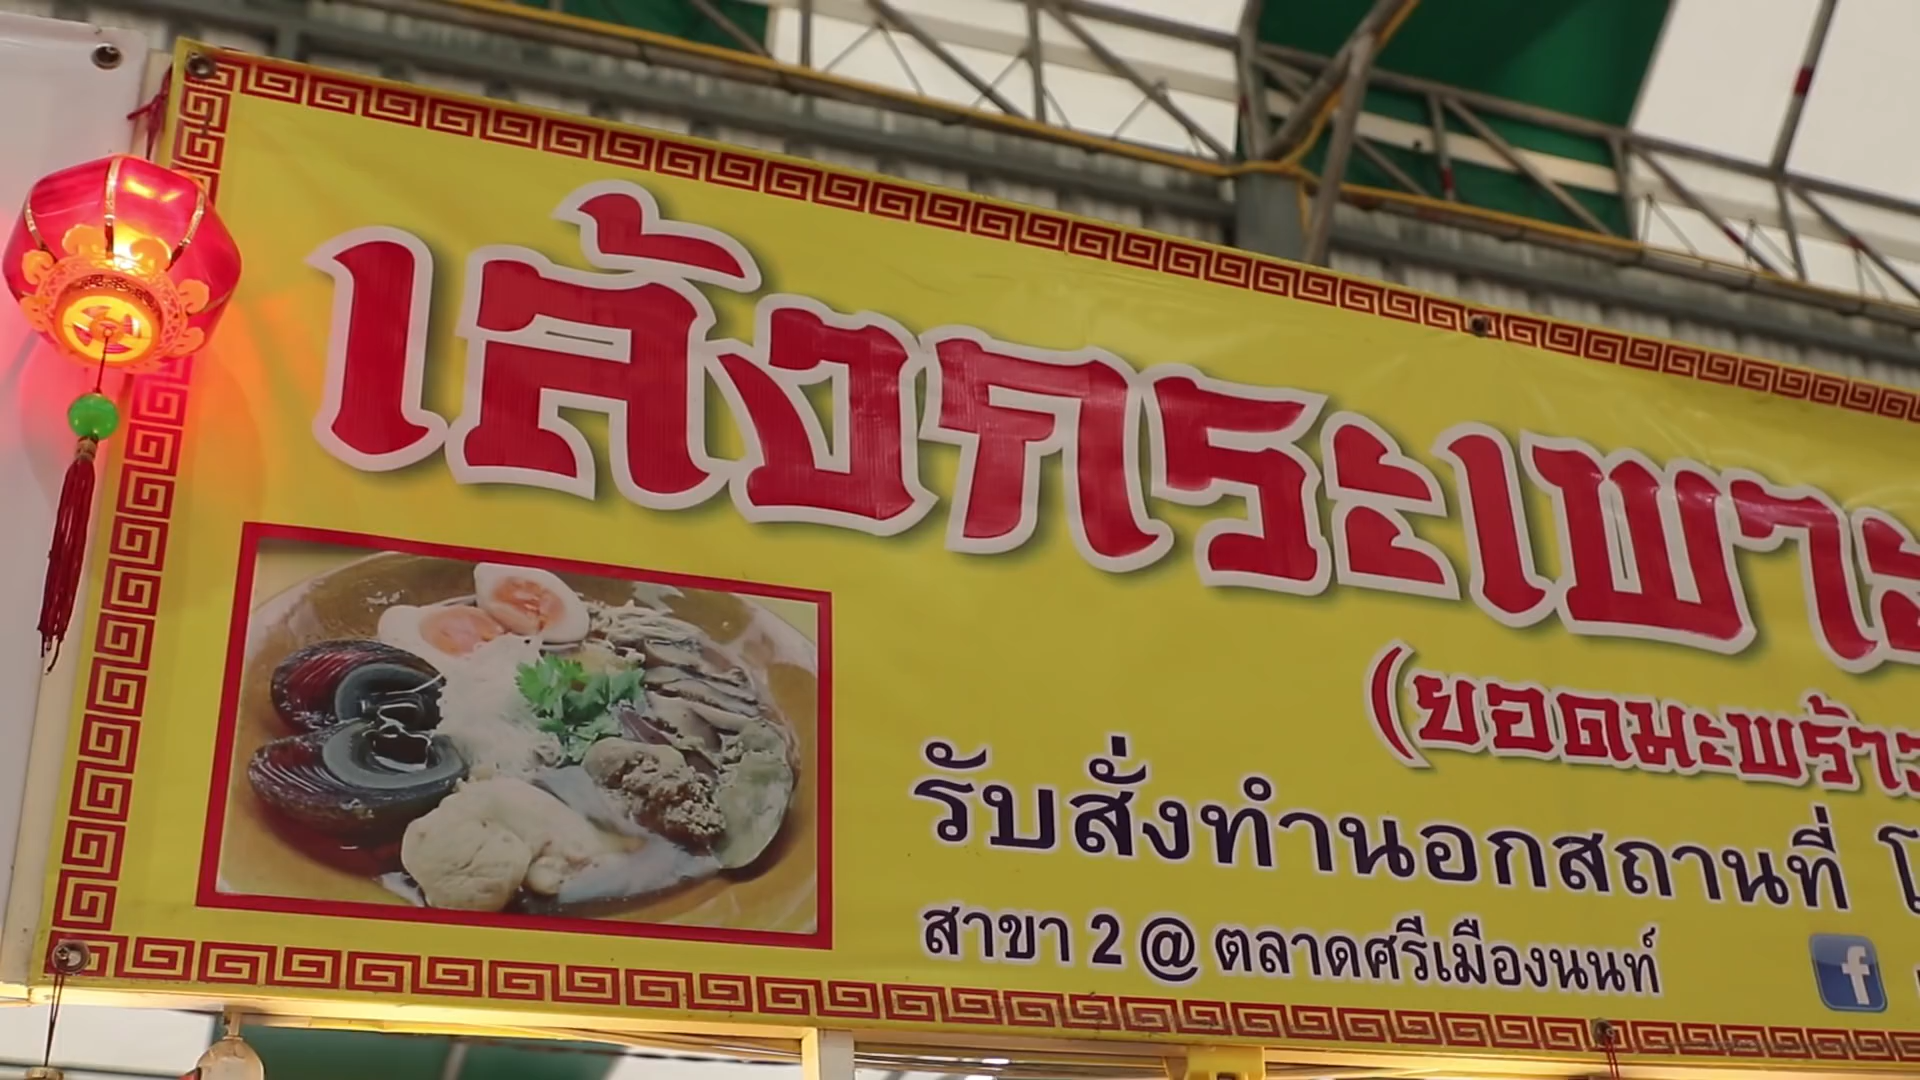 เส้งกระเพาะ
(ยอดมะพร้าว
รับสั่งทำนอกสถานที่
สาขา 2 @ ตลาดศรีเมืองนนท์
f